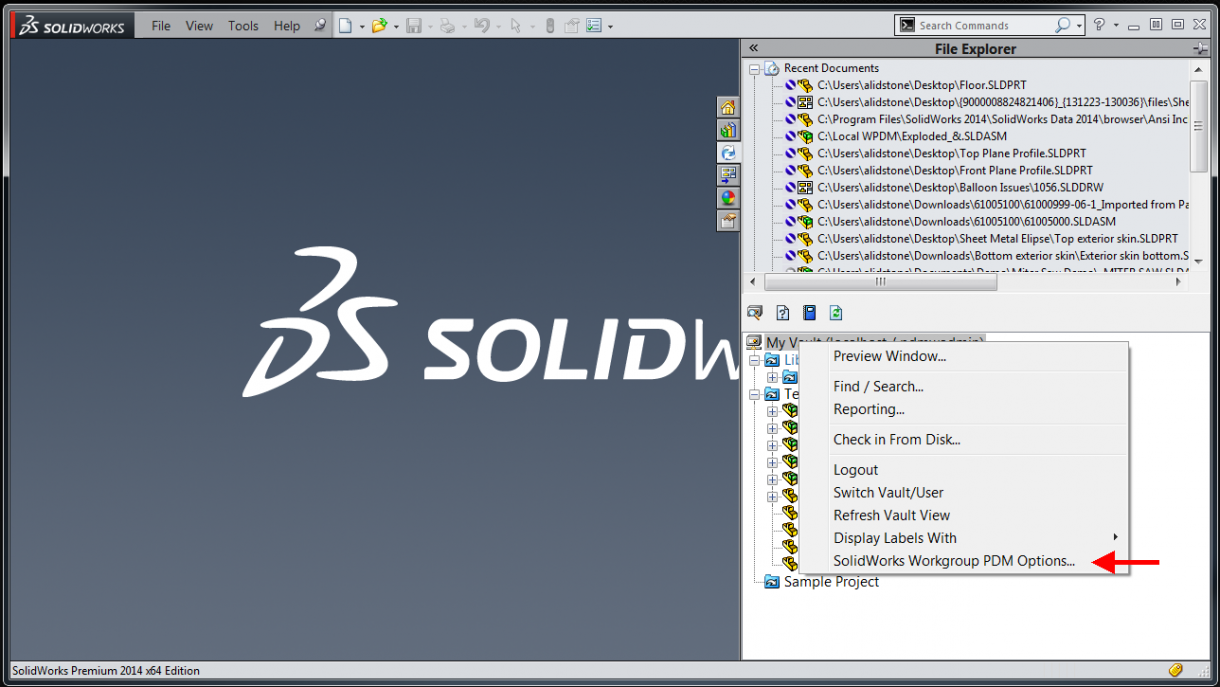 SOLIDWORKS File View Tools Help Search Commands
File Explorer
Recent Documents
C:\Users\alidstone\Desktop\Floor.SLDPRT
C:\Users\alidstone\Desktop\{9000008824821406}_{131223-130036}\files\She
C:\Program Files\SolidWorks 2014\SolidWorks Data 2014\browser\Ansi Inc
C:\Local WPDM\Exploded_&.SLDASM
C:\Users\alidstone\Desktop\Top Plane Profile.SLDPRT
C:\Users\alidstone\Desktop\Front Plane Profile.SLDPRT
C:\Users\alidstone\Desktop\Balloon Issues\1056.SLDDRW
C:\Users\alidstone\Downloads\61005100\61000999-06-1_Imported from Pa
C:\Users\alidstone\Downloads\61005100\61005000.SLDASM
C:\Users\alidstone\Desktop\Sheet Metal Elipse\Top exterior skin.SLDPRT
C:\Users\alidstone\Downloads\Bottom exterior skin\Exterior skin bottom.S
SOLIDW
My Vault (localhost / pdmwadmin)
Preview Window...
Lib
Find / Search...
Te
Reporting...
Check in From Disk...
Logout
Switch Vault/User
Refresh Vault View
Display Labels With
SolidWorks Workgroup PDM Options...
Sample Project
SolidWorks Premium 2014 x64 Edition